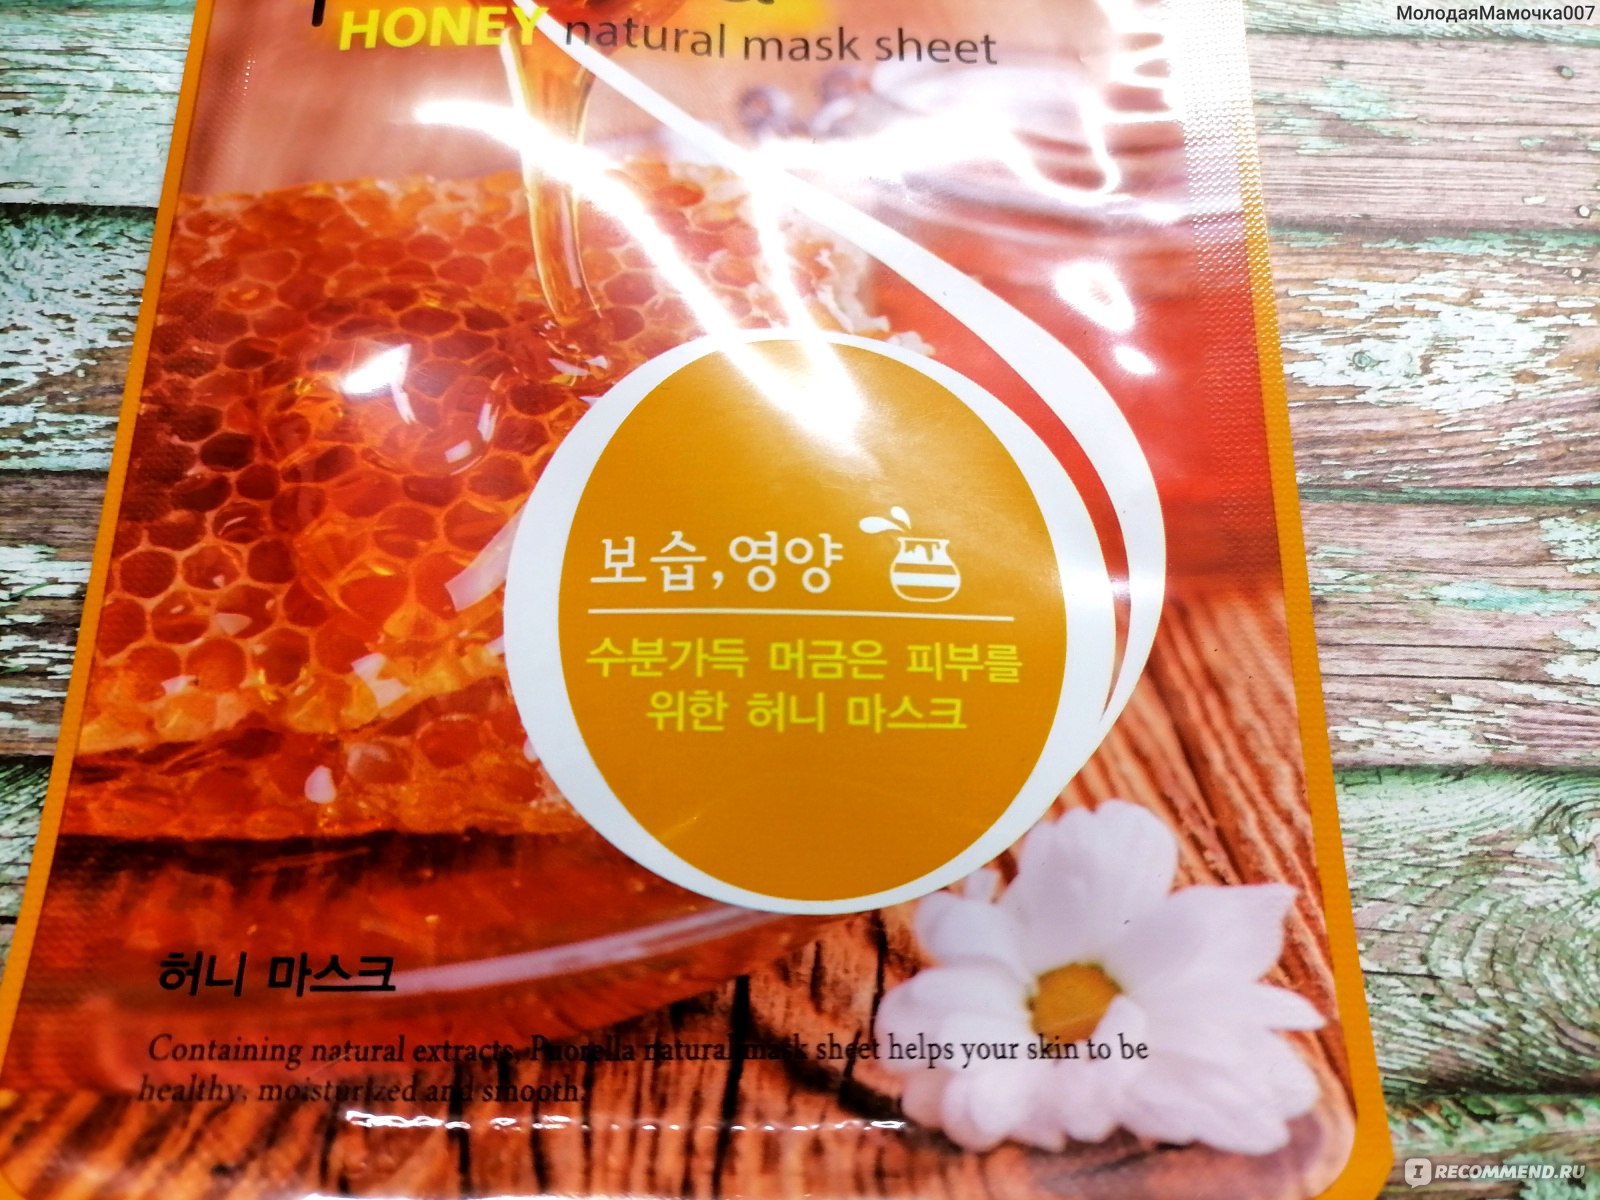 МолодаяМамочка007
HONEY natural mask sheet
보습,영양
수분가득 머금은 피부를
위한 허니 마스크
허니 마스크
Containing natural extracts, Puorella natural mask sheet helps your skin to be
healthy, moisturized and smooth.
IRECOMMEND.RU